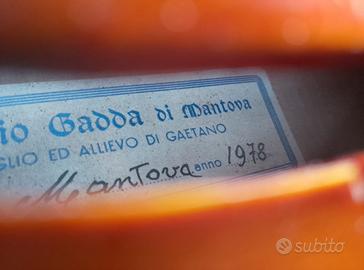 io Gadda di Mantova
GLIO ED ALLIEVO DI GAETANO
Mantova anno 1978
subito